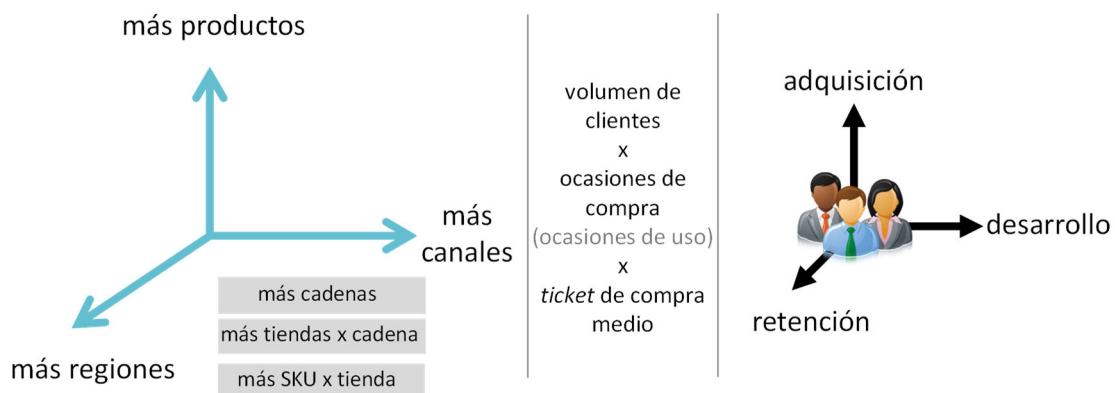 más productos
más
canales
más cadenas
más tiendas x cadena
más SKU x tienda
más regiones
volumen de
clientes
x
ocasiones de
compra
(ocasiones de uso)
x
ticket de compra
medio
adquisición
desarrollo
retención